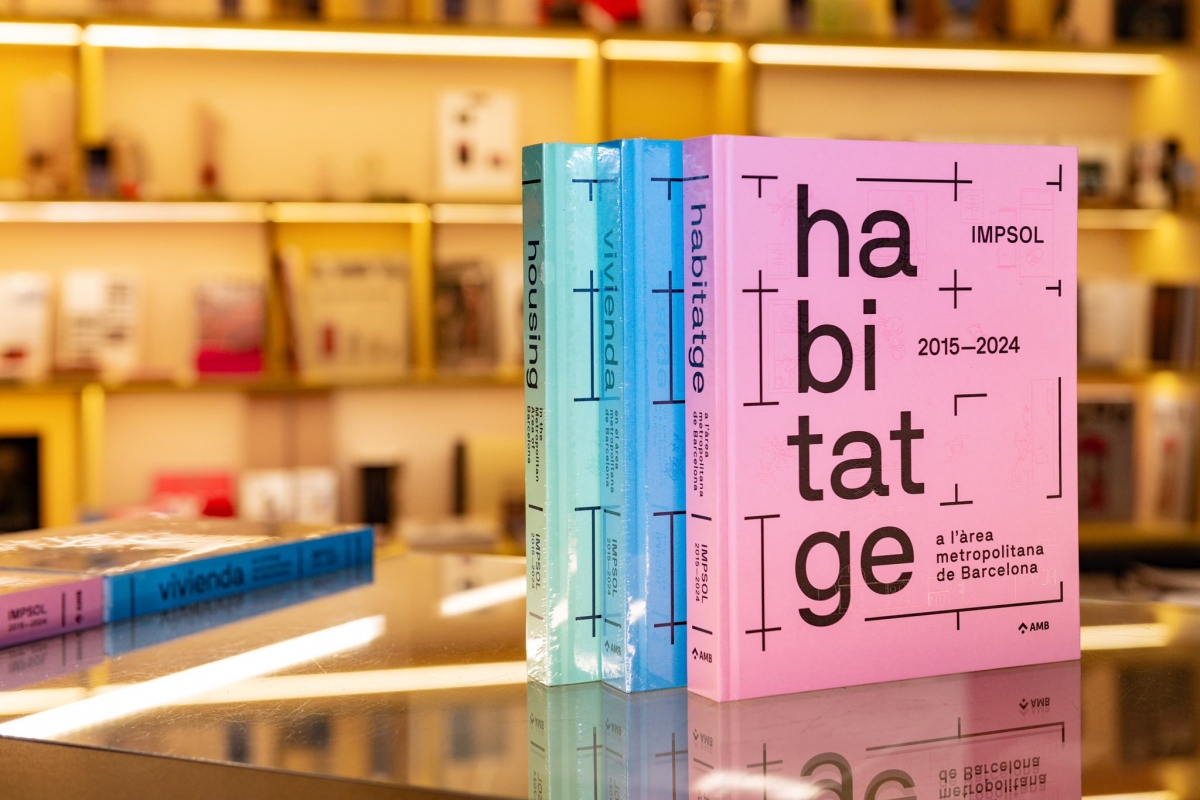 housing
in the
Metropolitan
Area of
Barcelona
IMPSOL
2015—2024
vivienda
en el área
metropolitana
de Barcelona
IMPSOL
2015—2024
habitatge
a l'àrea
metropolitana
de Barcelona
IMPSOL
2015—2024
AMB
ha
bi
tat
ge
IMPSOL
2015—2024
a l'àrea
metropolitana
de Barcelona
AMB
IMPSOL
2015—2024
vivienda